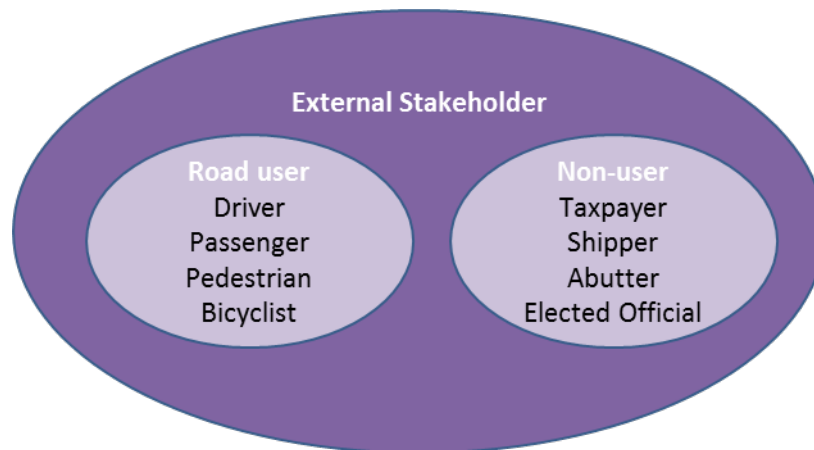 External Stakeholder
Road user
Driver
Passenger
Pedestrian
Bicyclist
Non-user
Taxpayer
Shipper
Abutter
Elected Official